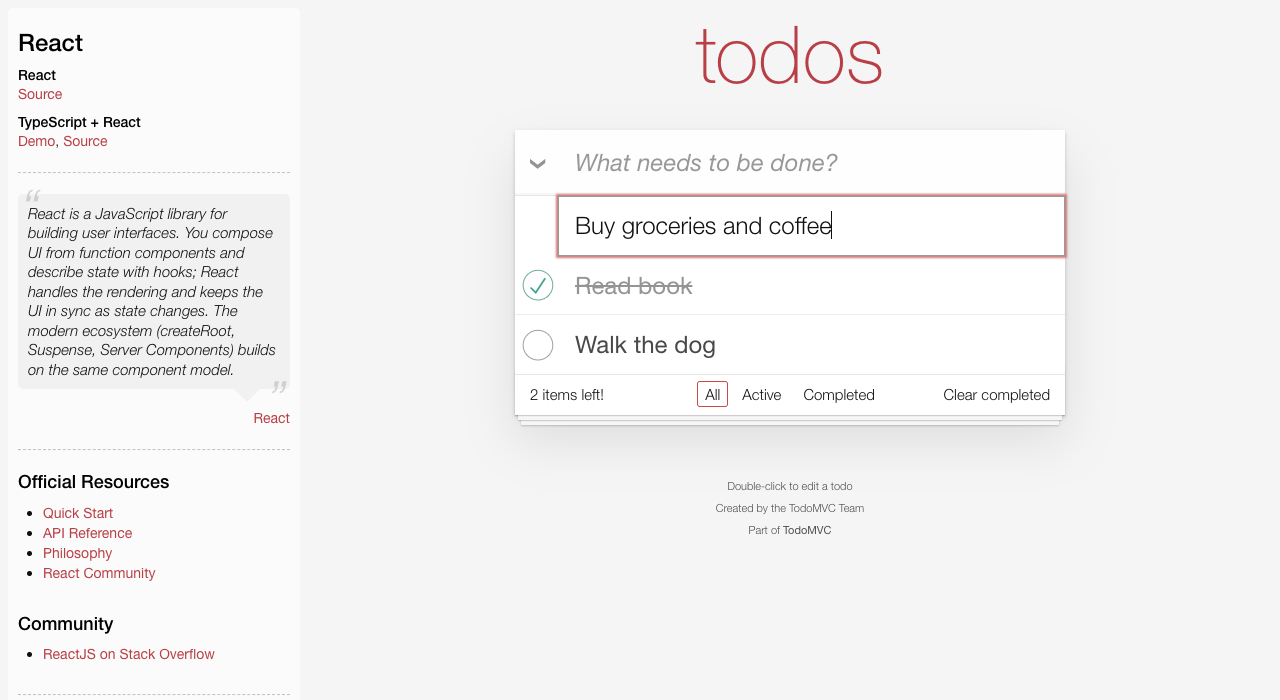 React
React
Source
TypeScript + React
Demo, Source
“
React is a JavaScript library for
building user interfaces. You compose
UI from function components and
describe state with hooks; React
handles the rendering and keeps the
UI in sync as state changes. The
modern ecosystem (createRoot,
Suspense, Server Components) builds
on the same component model.
”
React
Official Resources
Quick Start
API Reference
Philosophy
React Community
Community
ReactJS on Stack Overflow
todos
What needs to be done?
Buy groceries and coffee
Read book
Walk the dog
2 items left! All Active Completed Clear completed
Double-click to edit a todo
Created by the TodoMVC Team
Part of TodoMVC